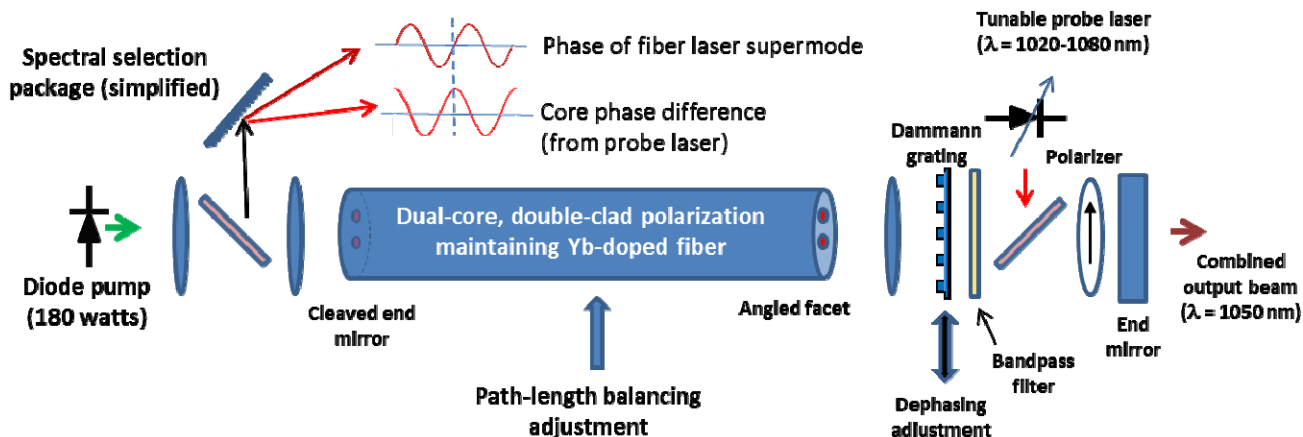 Spectral selection
package (simplified)
Phase of fiber laser supermode
Core phase difference
(from probe laser)
Tunable probe laser
(λ = 1020-1080 nm)
Dammann
grating
Polarizer
Diode pump
(180 watts)
Cleaved end
mirror
Dual-core, double-clad polarization
maintaining Yb-doped fiber
Angled facet
Path-length balancing
adjustment
Dephasing
adjustment
Bandpass
filter
End
mirror
Combined
output beam
(λ = 1050 nm)